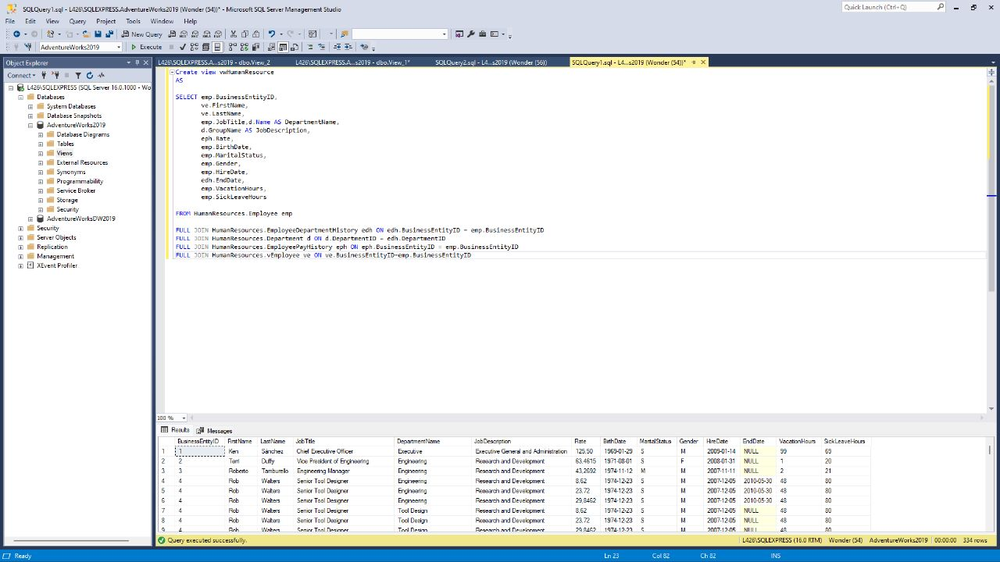 SQLQuery1.sql - L426\SQLEXPRESS.AdventureWorks2019 (Wonder (54))* - Microsoft SQL Server Management Studio
Quick Launch (Ctrl+Q)
File Edit View Query Project Tools Window Help
New Query
AdventureWorks2019 Execute
Object Explorer
Connect
L426\SQLEXPRESS (SQL Server 16.0.1000 - Wo
Databases
System Databases
Database Snapshots
AdventureWorks2019
Database Diagrams
Tables
Views
External Resources
Synonyms
Programmability
Service Broker
Storage
Security
AdventureWorksDW2019
Security
Server Objects
Replication
Management
XEvent Profiler
L426\SQLEXPRESS.A...s2019 - dbo.View_2 L426\SQLEXPRESS.A...s2019 - dbo.View_1* SQLQuery2.sql - L4...s2019 (Wonder (56)) SQLQuery1.sql - L4...s2019 (Wonder (54))*
Create view vwHumanResource
AS
SELECT emp.BusinessEntityID,
ve.FirstName,
ve.LastName,
emp.JobTitle,d.Name AS DepartmentName,
d.GroupName AS JobDescription,
eph.Rate,
emp.BirthDate,
emp.MaritalStatus,
emp.Gender,
emp.HireDate,
edh.EndDate,
emp.VacationHours,
emp.SickLeaveHours
FROM HumanResources.Employee emp
FULL JOIN HumanResources.EmployeeDepartmentHistory edh ON edh.BusinessEntityID = emp.BusinessEntityID
FULL JOIN HumanResources.Department d ON d.DepartmentID = edh.DepartmentID
FULL JOIN HumanResources.EmployeePayHistory eph ON eph.BusinessEntityID = emp.BusinessEntityID
FULL JOIN HumanResources.vEmployee ve ON ve.BusinessEntityID=emp.BusinessEntityID
100 %
Results Messages
BusinessEntityID FirstName LastName JobTitle DepartmentName JobDescription Rate BirthDate MaritalStatus Gender HireDate EndDate VacationHours SickLeaveHours
1 1 Ken Sánchez Chief Executive Officer Executive Executive General and Administration 125,50 1969-01-29 S M 2009-01-14 NULL 99 69
2 2 Terri Duffy Vice President of Engineering Engineering Research and Development 63,4615 1971-08-01 S F 2008-01-31 NULL 1 20
3 3 Roberto Tamburello Engineering Manager Engineering Research and Development 43,2692 1974-11-12 M M 2007-11-11 NULL 2 21
4 4 Rob Walters Senior Tool Designer Engineering Research and Development 8,62 1974-12-23 S M 2007-12-05 2010-05-30 48 80
5 4 Rob Walters Senior Tool Designer Engineering Research and Development 23,72 1974-12-23 S M 2007-12-05 2010-05-30 48 80
6 4 Rob Walters Senior Tool Designer Engineering Research and Development 29,8462 1974-12-23 S M 2007-12-05 2010-05-30 48 80
7 4 Rob Walters Senior Tool Designer Tool Design Research and Development 8,62 1974-12-23 S M 2007-12-05 NULL 48 80
8 4 Rob Walters Senior Tool Designer Tool Design Research and Development 23,72 1974-12-23 S M 2007-12-05 NULL 48 80
9 4 Rob Walters Senior Tool Designer Tool Design Research and Development 29,8462 1974-12-23 S M 2007-12-05 NULL 48 80
Query executed successfully. L426\SQLEXPRESS (16.0 RTM) Wonder (54) AdventureWorks2019 00:00:00 334 rows
Ready Ln 23 Col 82 Ch 82 INS